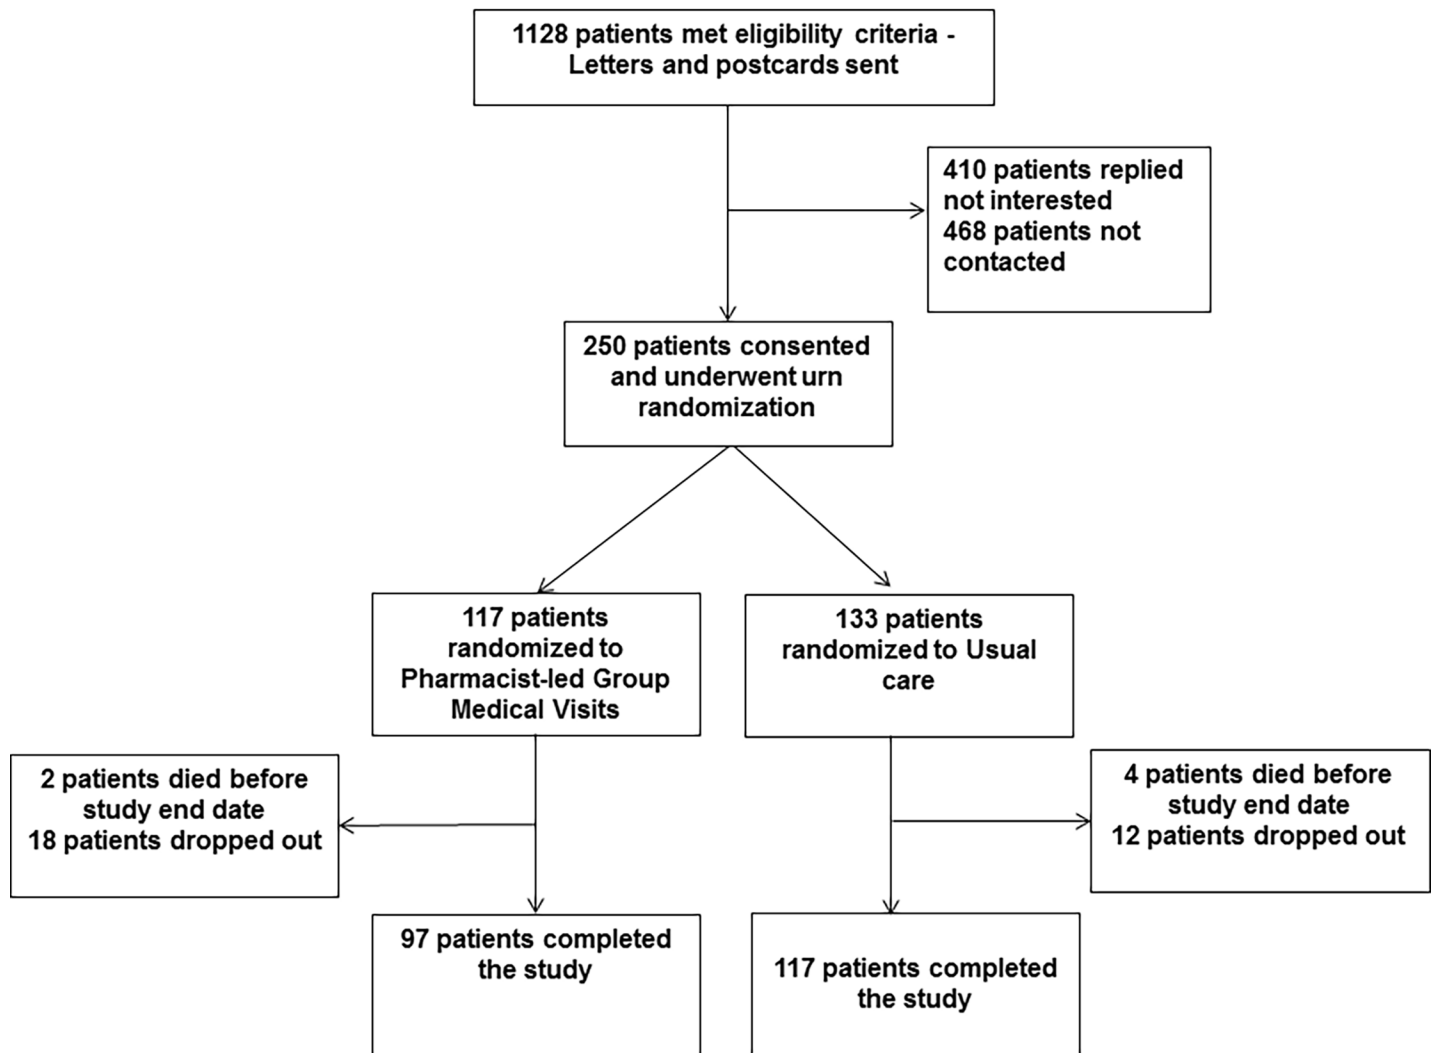 1128 patients met eligibility criteria -
Letters and postcards sent
410 patients replied
not interested
468 patients not
contacted
250 patients consented
and underwent urn
randomization
117 patients
randomized to
Pharmacist-led Group
Medical Visits
133 patients
randomized to Usual
care
2 patients died before
study end date
18 patients dropped out
4 patients died before
study end date
12 patients dropped out
97 patients completed
the study
117 patients completed
the study